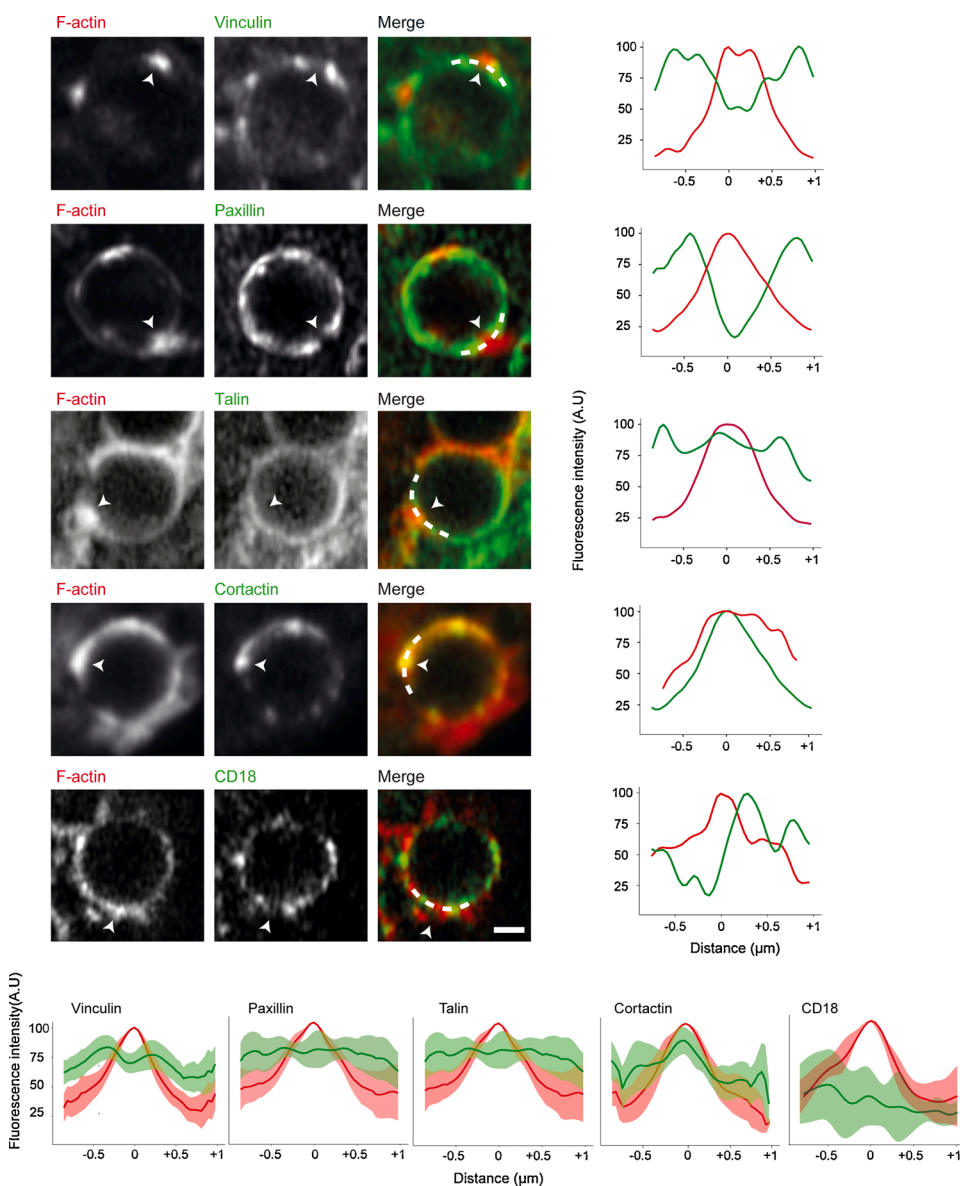 F-actin Vinculin Merge
100
75
50
25
-0.5 0 +0.5 +1
F-actin Paxillin Merge
100
75
50
25
-0.5 0 +0.5 +1
F-actin Talin Merge
100
75
50
25
-0.5 0 +0.5 +1
Fluorescence intensity (A.U)
F-actin Cortactin Merge
100
75
50
25
-0.5 0 +0.5 +1
F-actin CD18 Merge
100
75
50
25
-0.5 0 +0.5 +1
Distance (µm)
Fluorescence intensity(A.U)
Vinculin Paxillin Talin Cortactin CD18
100
75
50
25
-0.5 0 +0.5 +1 -0.5 0 +0.5 +1 -0.5 0 +0.5 +1 -0.5 0 +0.5 +1 -0.5 0 +0.5 +1
Distance (µm)